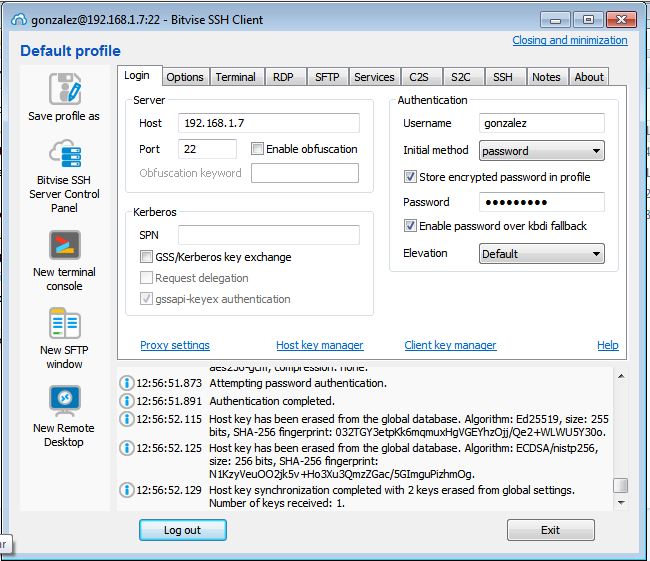 gonzalez@192.168.1.7:22 - Bitvise SSH Client
Default profile
Closing and minimization
Save profile as
Bitvise SSH
Server Control
Panel
New terminal
console
New SFTP
window
New Remote
Desktop
Login Options Terminal RDP SFTP Services C2S S2C SSH Notes About
Server
Host 192.168.1.7
Port 22 Enable obfuscation
Obfuscation keyword
Kerberos
SPN
GSS/Kerberos key exchange
Request delegation
gssapi-keyex authentication
Authentication
Username gonzalez
Initial method password
Store encrypted password in profile
Password
Enable password over kbdi fallback
Elevation Default
Proxy settings Host key manager Client key manager Help
aes256-gcm, compression: none.
12:56:51.873 Attempting password authentication.
12:56:51.891 Authentication completed.
12:56:52.115 Host key has been erased from the global database. Algorithm: Ed25519, size: 255
bits, SHA-256 fingerprint: 032TGY3etpKk6mqmuxHgVGEYhzOjj/Qe2+WLWU5Y30o.
12:56:52.125 Host key has been erased from the global database. Algorithm: ECDSA/nistp256,
size: 256 bits, SHA-256 fingerprint:
N1KzyVeuOO2jk5v+Ho3Xu3QmzZGac/5GImguPizhmOg.
12:56:52.129 Host key synchronization completed with 2 keys erased from global settings.
Number of keys received: 1.
Log out Exit